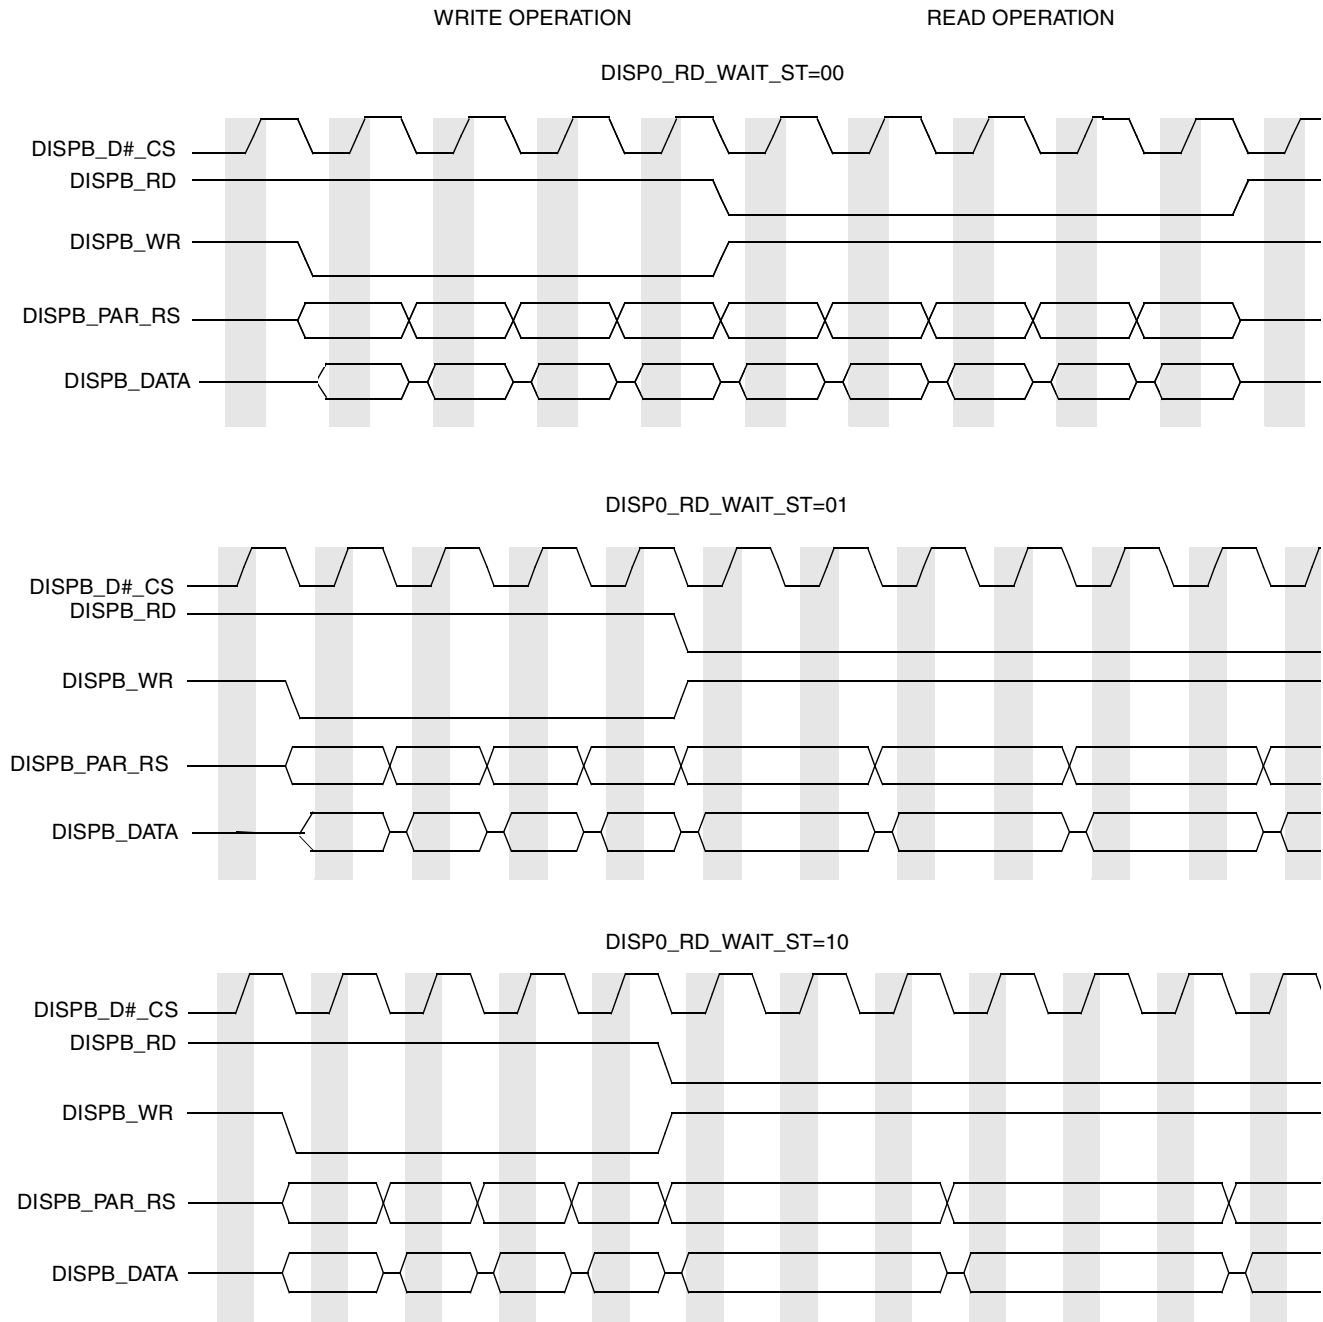 WRITE OPERATION
READ OPERATION
DISP0_RD_WAIT_ST=00
DISPB_D#_CS
DISPB_RD
DISPB_WR
DISPB_PAR_RS
DISPB_DATA
DISP0_RD_WAIT_ST=01
DISPB_D#_CS
DISPB_RD
DISPB_WR
DISPB_PAR_RS
DISPB_DATA
DISP0_RD_WAIT_ST=10
DISPB_D#_CS
DISPB_RD
DISPB_WR
DISPB_PAR_RS
DISPB_DATA